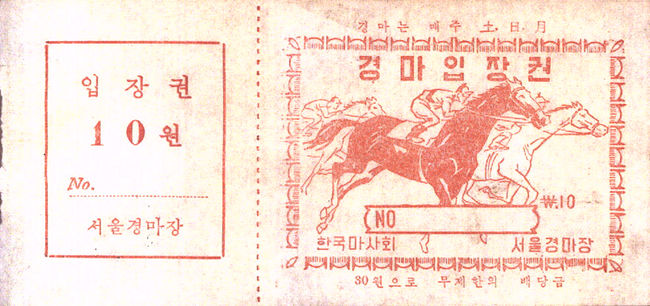 입장권
10원
No.
서울경마장
경마는 매주 土.日.月
경마입장권
₩.10
NO
한국마사회 서울경마장
30원으로 무제한의 배당금